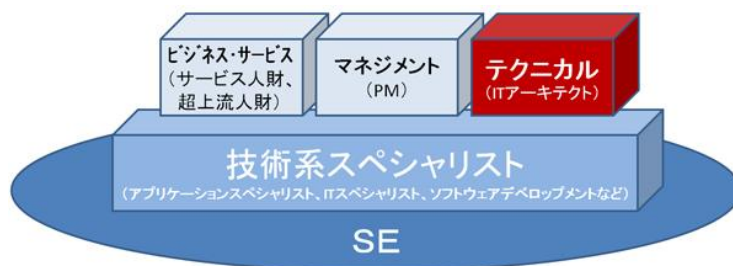 ビジネス・サービス
（サービス人財、
超上流人財）
マネジメント
（PM）
テクニカル
（ITアーキテクト）
技術系スペシャリスト
（アプリケーションスペシャリスト、ITスペシャリスト、ソフトウェアデベロップメントなど）
SE